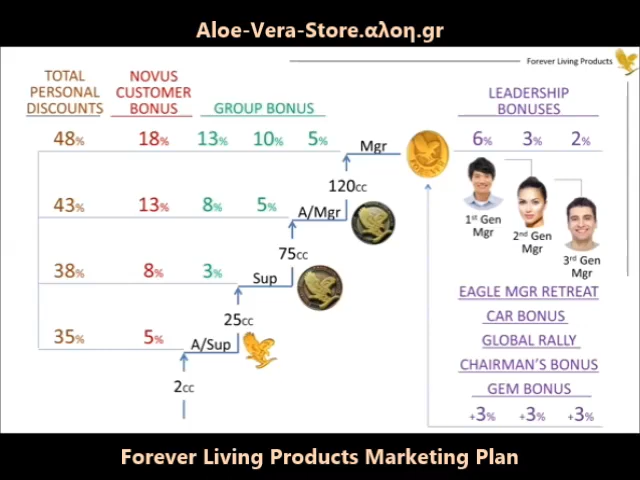 Aloe-Vera-Store.αλοη.gr
Forever Living Products
TOTAL
PERSONAL
DISCOUNTS
NOVUS
CUSTOMER
BONUS
GROUP BONUS
LEADERSHIP
BONUSES
48% 18% 13% 10% 5% Mgr 6% 3% 2%
FOREVER
120cc
43% 13% 8% 5% A/Mgr
1st Gen
Mgr
2nd Gen
Mgr
3rd Gen
Mgr
75cc
38% 8% 3% Sup
25cc
35% 5% A/Sup
2cc
EAGLE MGR RETREAT
CAR BONUS
GLOBAL RALLY
CHAIRMAN'S BONUS
GEM BONUS
+3% +3% +3%
Forever Living Products Marketing Plan